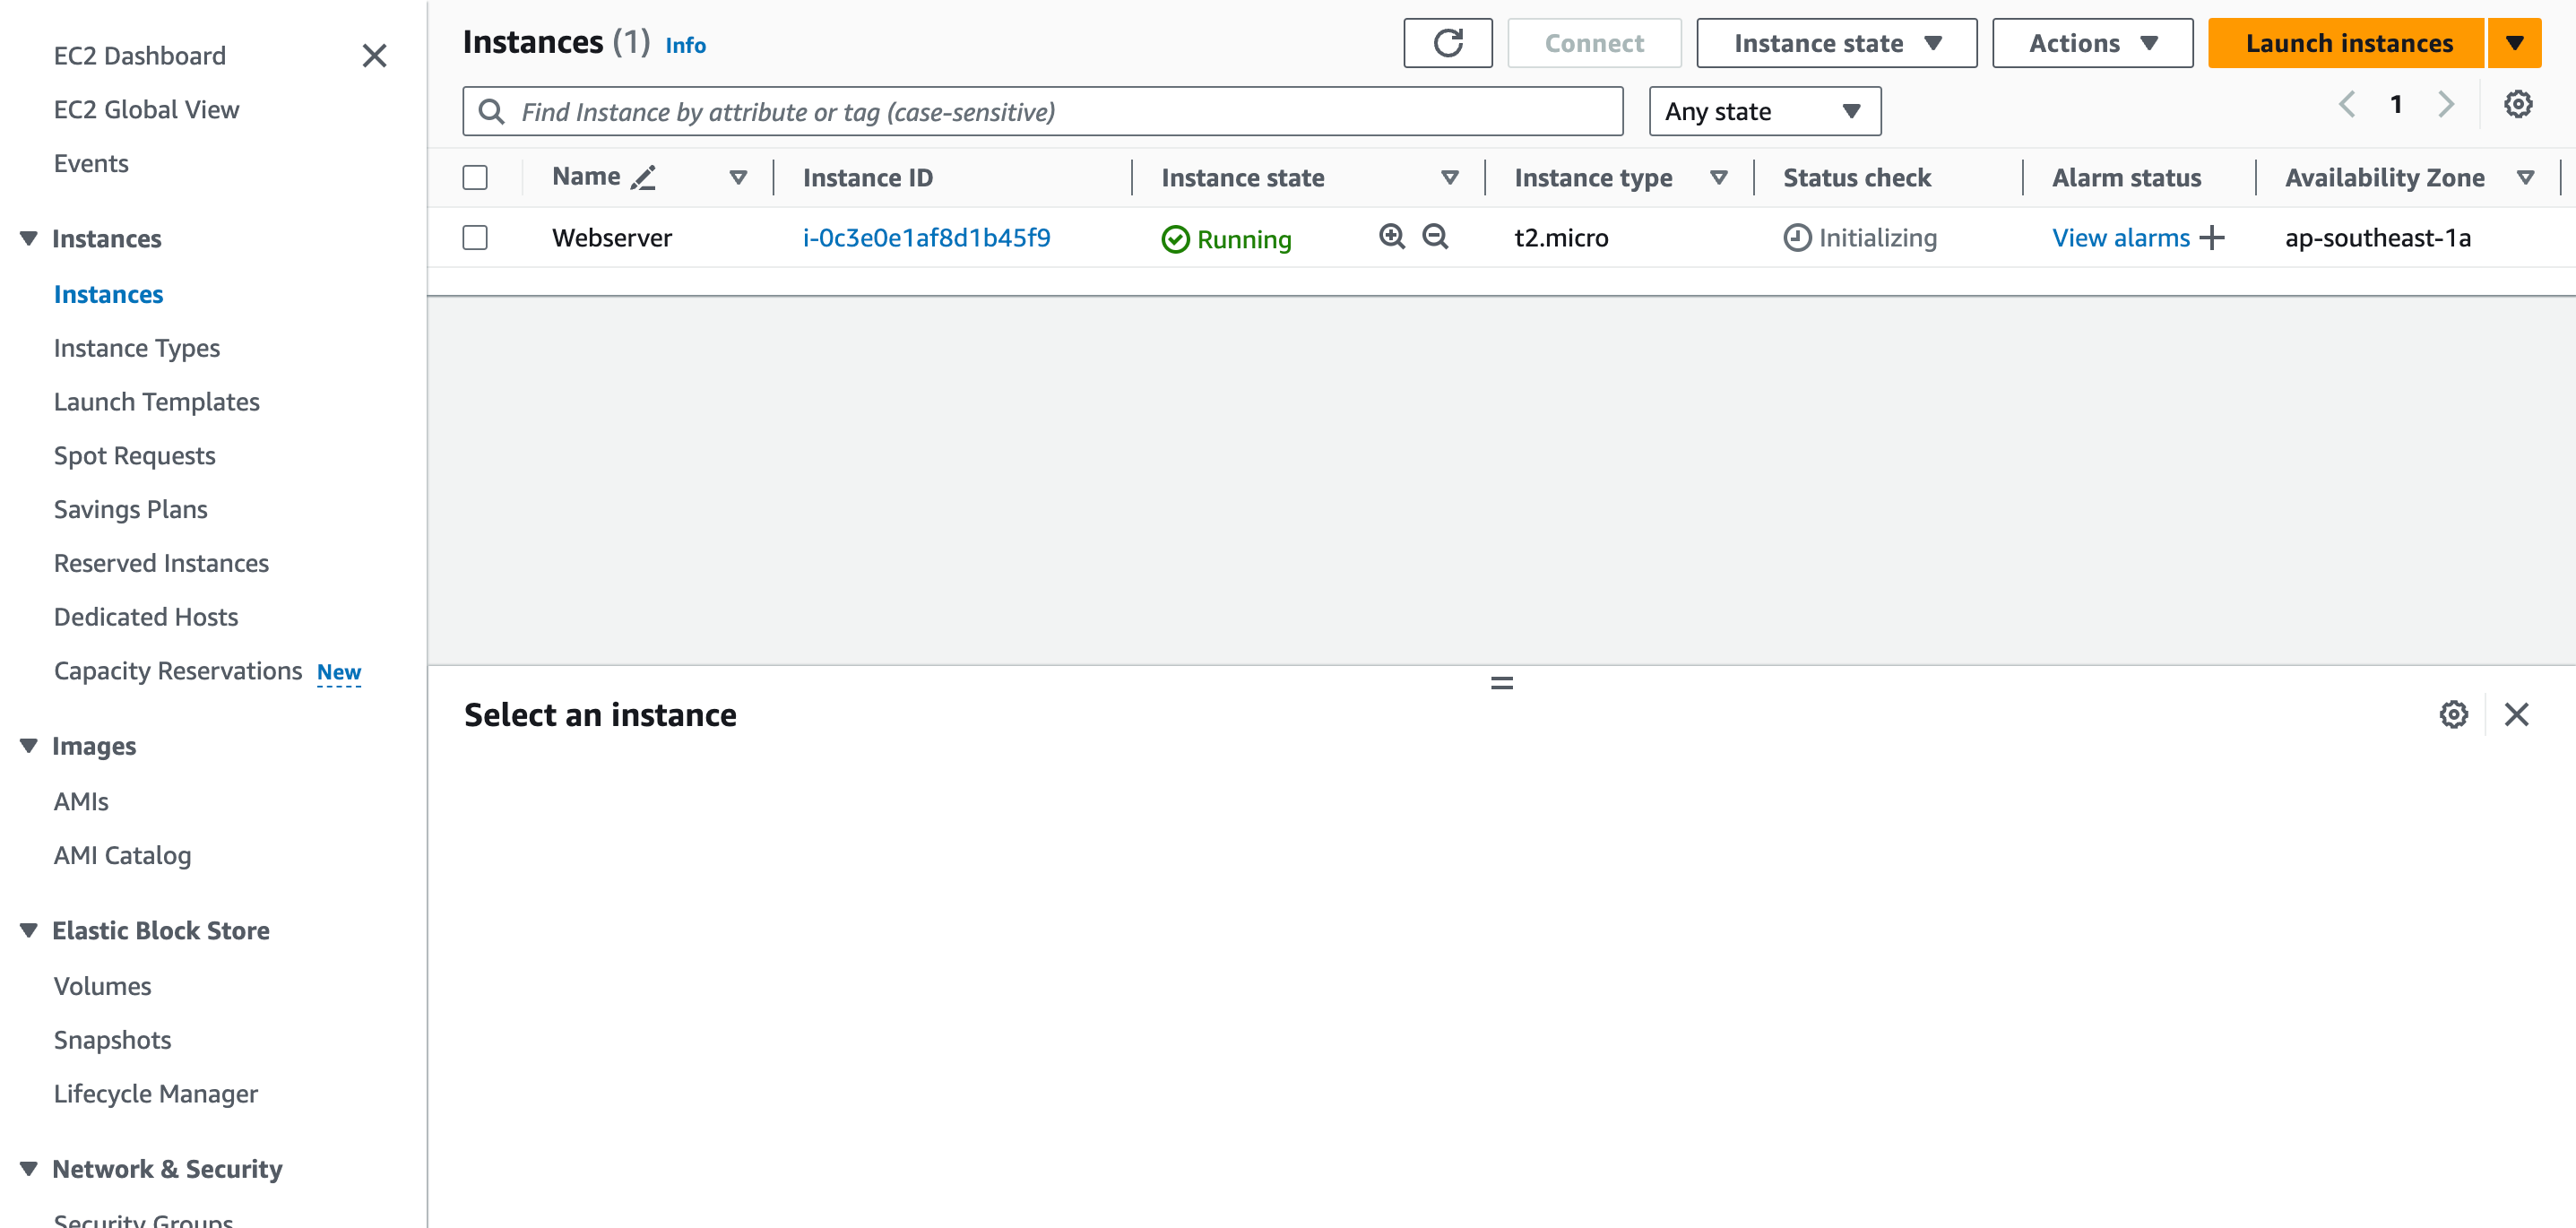 EC2 Dashboard
EC2 Global View
Events
Instances
Instances
Instance Types
Launch Templates
Spot Requests
Savings Plans
Reserved Instances
Dedicated Hosts
Capacity Reservations New
Images
AMIs
AMI Catalog
Elastic Block Store
Volumes
Snapshots
Lifecycle Manager
Network & Security
Security Groups
Instances (1) Info
Connect
Instance state
Actions
Launch instances
Find Instance by attribute or tag (case-sensitive)
Any state
1
Name Instance ID Instance state Instance type Status check Alarm status Availability Zone
Webserver i-0c3e0e1af8d1b45f9 Running t2.micro Initializing View alarms + ap-southeast-1a
Select an instance